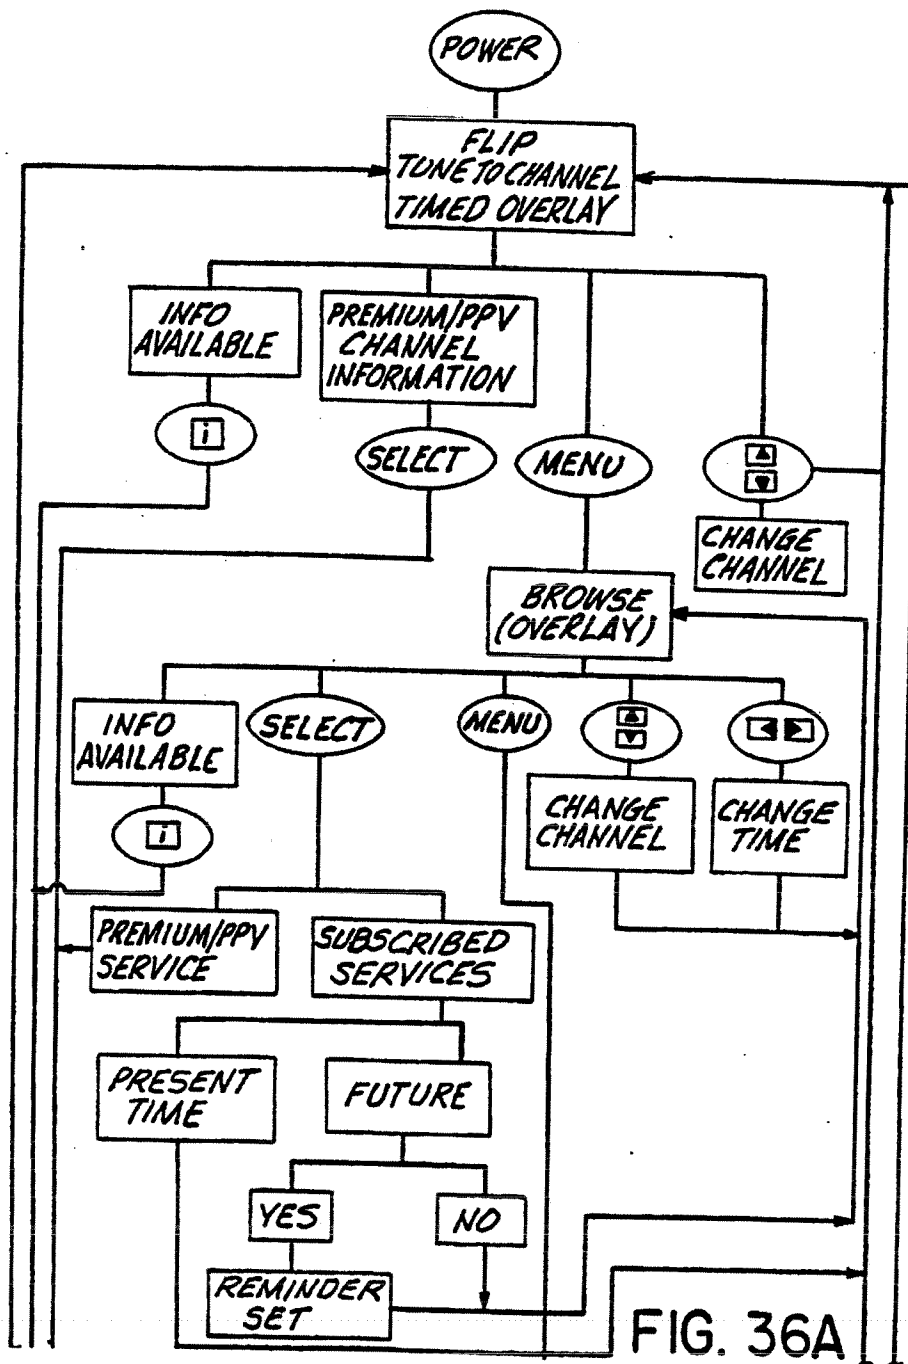 POWER
FLIP
TUNE TO CHANNEL
TIMED OVERLAY
INFO
AVAILABLE
PREMIUM/PPV
CHANNEL
INFORMATION
i
SELECT
MENU
CHANGE
CHANNEL
BROWSE
(OVERLAY)
INFO
AVAILABLE
SELECT
MENU
i
CHANGE
CHANNEL
CHANGE
TIME
PREMIUM/PPV
SERVICE
SUBSCRIBED
SERVICES
PRESENT
TIME
FUTURE
YES
NO
REMINDER
SET
FIG. 36A